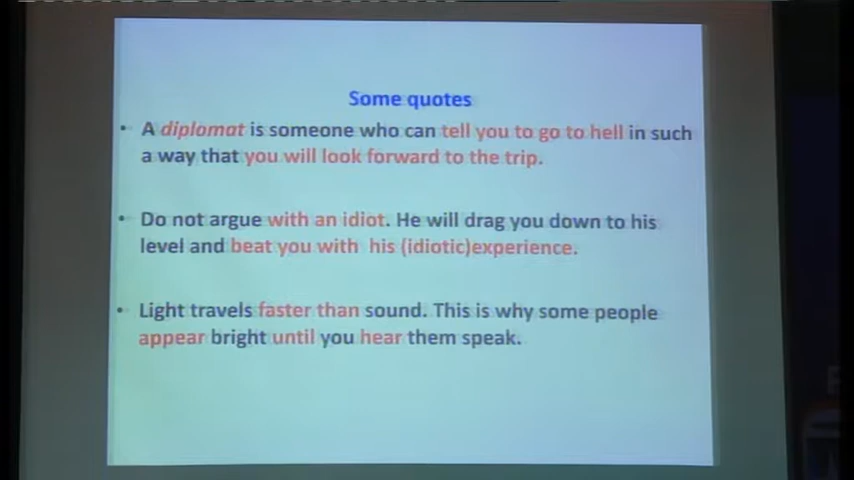 Some quotes
• A diplomat is someone who can tell you to go to hell in such
a way that you will look forward to the trip.
• Do not argue with an idiot. He will drag you down to his
level and beat you with his (idiotic)experience.
• Light travels faster than sound. This is why some people
appear bright until you hear them speak.